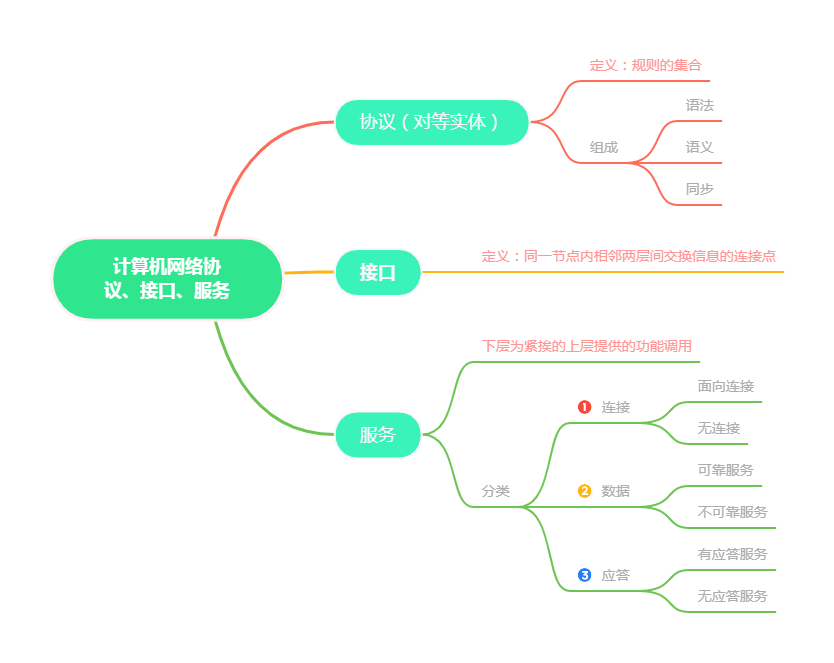 计算机网络协
议、接口、服务
协议（对等实体）
定义：规则的集合
组成
语法
语义
同步
接口
定义：同一节点内相邻两层间交换信息的连接点
服务
下层为紧挨的上层提供的功能调用
分类
1 连接
面向连接
无连接
2 数据
可靠服务
不可靠服务
3 应答
有应答服务
无应答服务